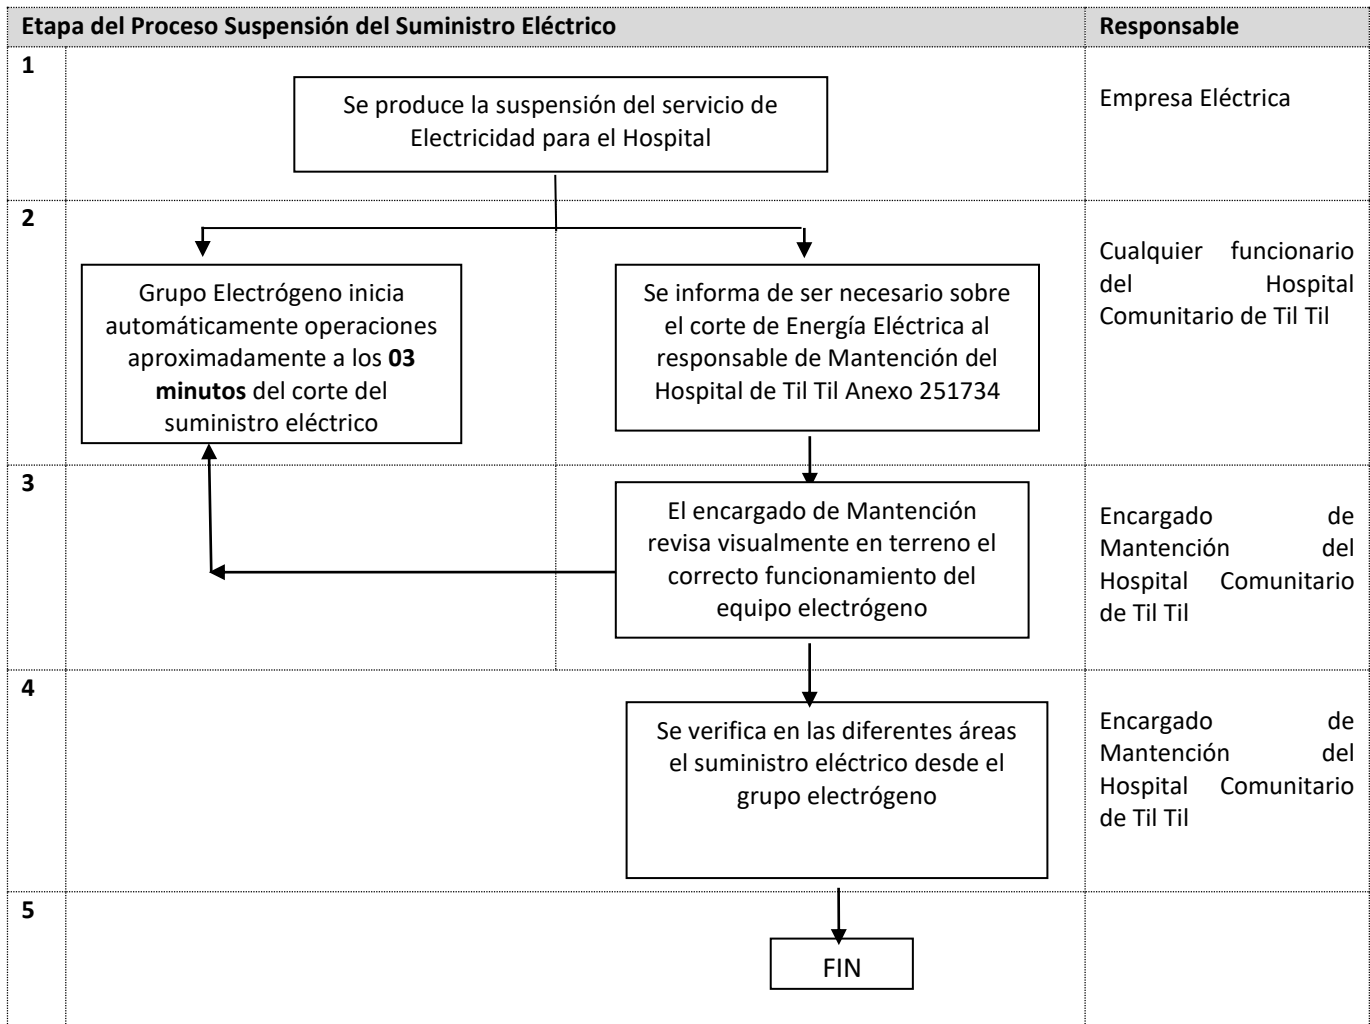 Etapa del Proceso Suspensión del Suministro Eléctrico
Responsable
1
Se produce la suspensión del servicio de
Electricidad para el Hospital
Empresa Eléctrica
2
Grupo Electrógeno inicia
automáticamente operaciones
aproximadamente a los 03
minutos del corte del
suministro eléctrico
Se informa de ser necesario sobre
el corte de Energía Eléctrica al
responsable de Mantención del
Hospital de Til Til Anexo 251734
Cualquier funcionario
del Hospital
Comunitario de Til Til
3
El encargado de Mantención
revisa visualmente en terreno el
correcto funcionamiento del
equipo electrógeno
Encargado de
Mantención del
Hospital Comunitario
de Til Til
4
Se verifica en las diferentes áreas
el suministro eléctrico desde el
grupo electrógeno
Encargado de
Mantención del
Hospital Comunitario
de Til Til
5
FIN